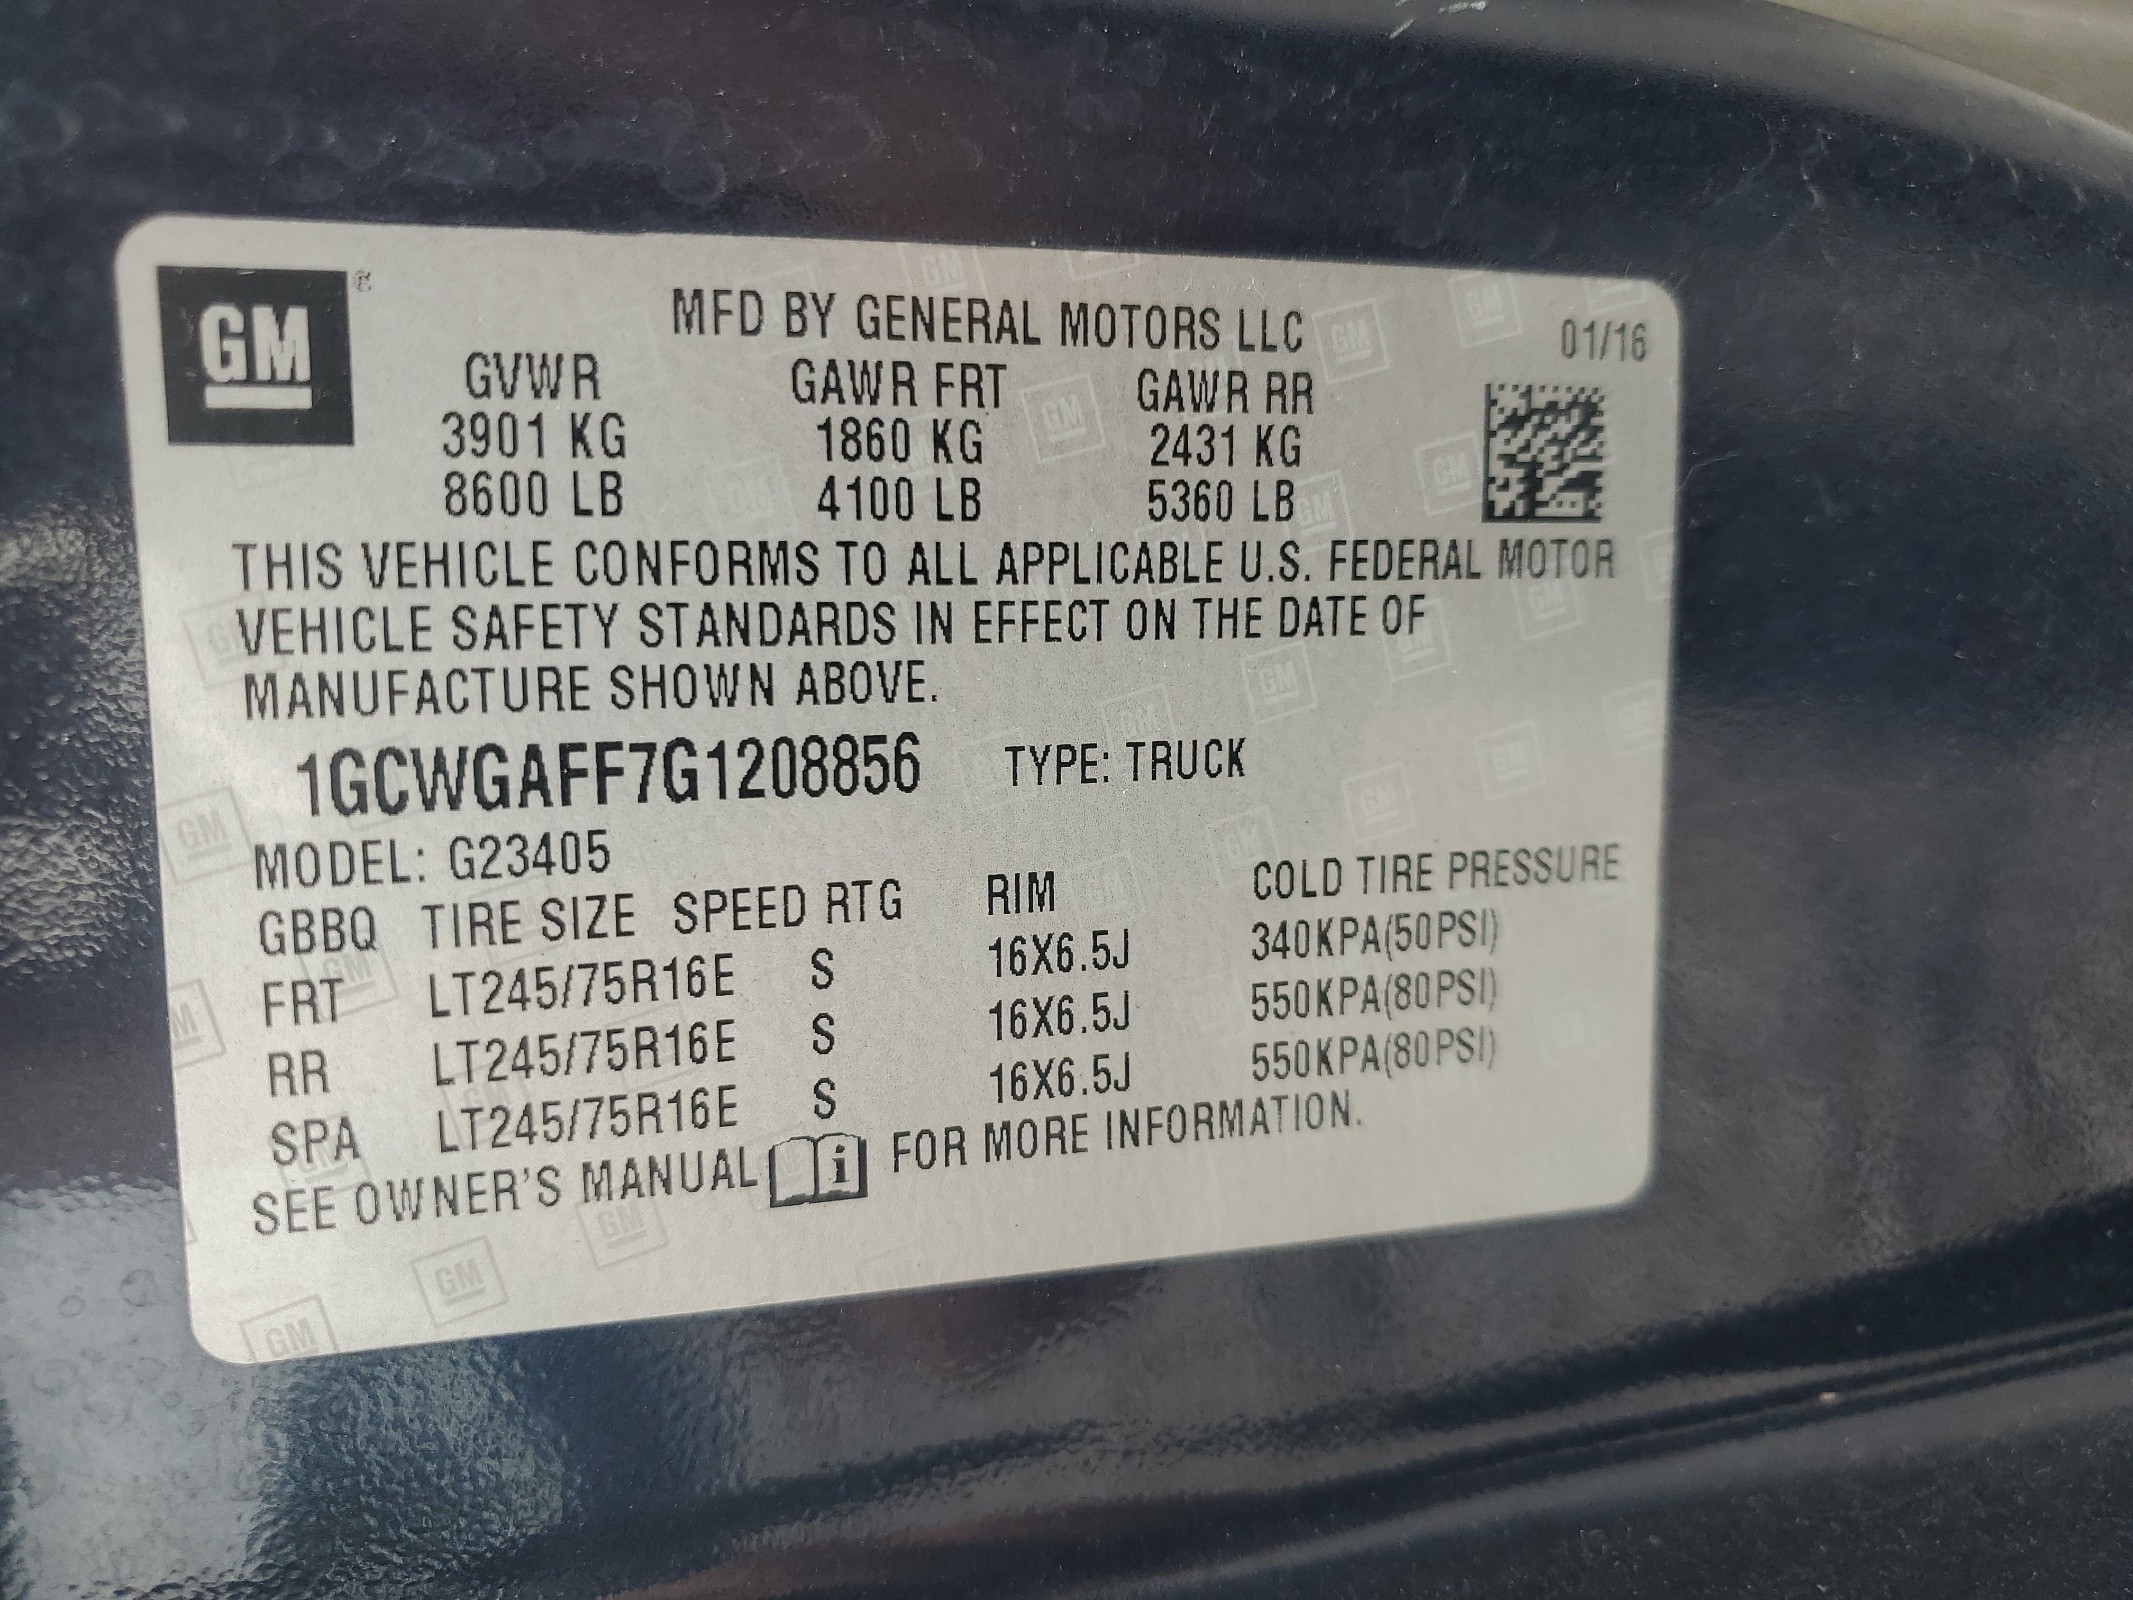 GM
MFD BY GENERAL MOTORS LLC
01/16
GVWR GAWR FRT GAWR RR
3901 KG 1860 KG 2431 KG
8600 LB 4100 LB 5360 LB
THIS VEHICLE CONFORMS TO ALL APPLICABLE U.S. FEDERAL MOTOR
VEHICLE SAFETY STANDARDS IN EFFECT ON THE DATE OF
MANUFACTURE SHOWN ABOVE.
1GCWGAFF7G1208856 TYPE: TRUCK
MODEL: G23405
GBBQ TIRE SIZE SPEED RTG RIM COLD TIRE PRESSURE
FRT LT245/75R16E S 16X6.5J 340KPA(50PSI)
RR LT245/75R16E S 16X6.5J 550KPA(80PSI)
SPA LT245/75R16E S 16X6.5J 550KPA(80PSI)
SEE OWNER'S MANUAL i FOR MORE INFORMATION.